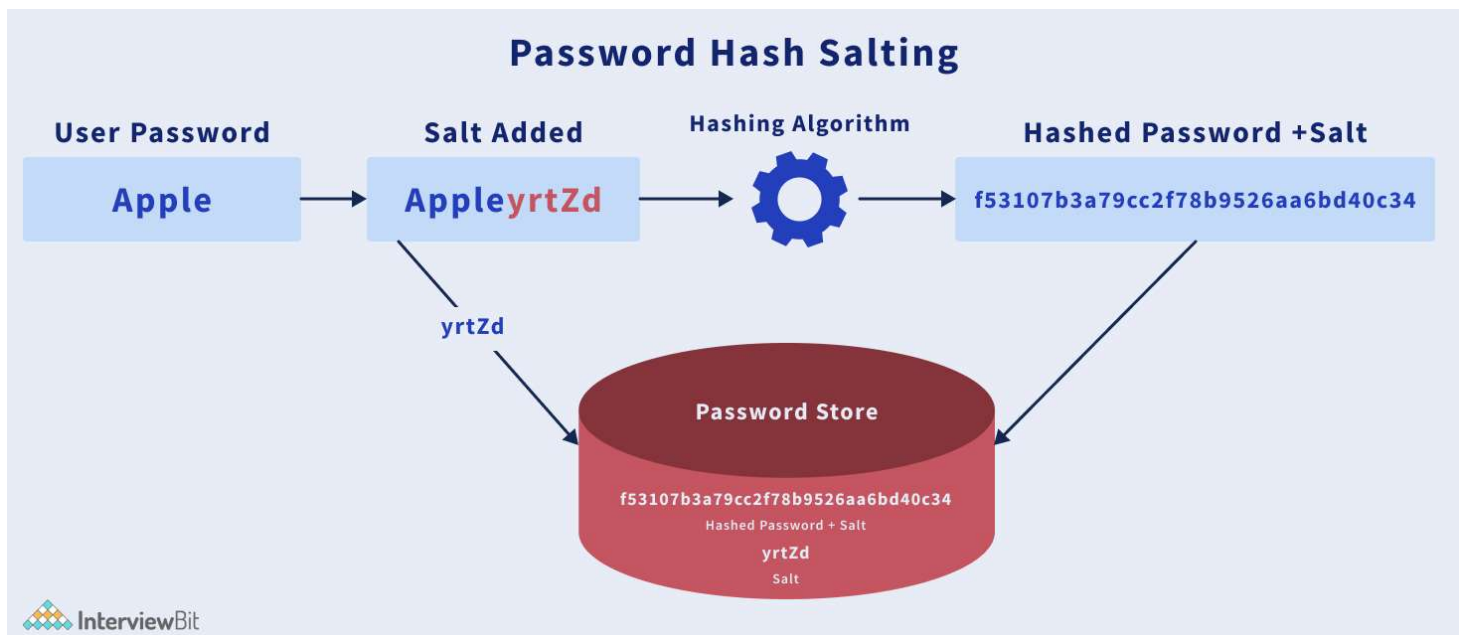 Password Hash Salting
User Password
Salt Added
Hashing Algorithm
Hashed Password +Salt
Apple
AppleyrtZd
f53107b3a79cc2f78b9526aa6bd40c34
yrtZd
Password Store
f53107b3a79cc2f78b9526aa6bd40c34
Hashed Password + Salt
yrtZd
Salt
InterviewBit